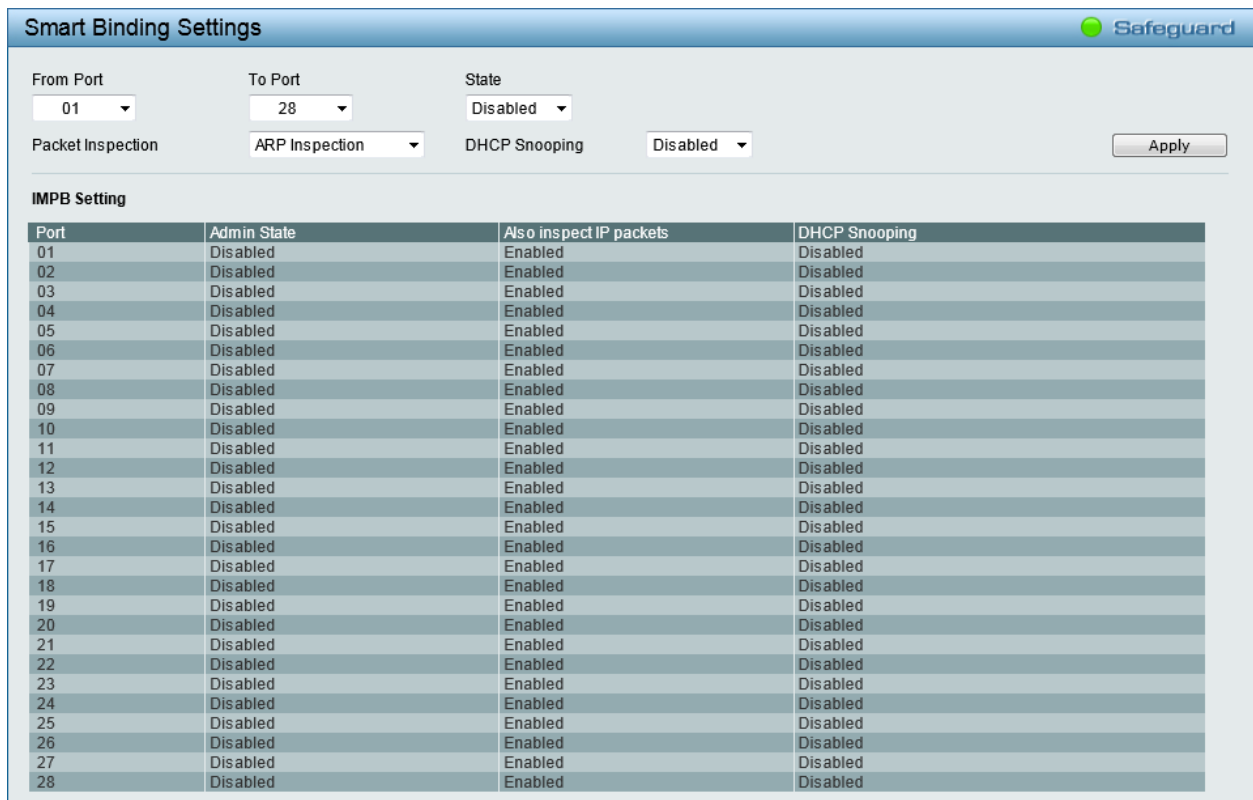 Smart Binding Settings Safeguard
From Port To Port State
01 28 Disabled
Packet Inspection ARP Inspection DHCP Snooping Disabled Apply
IMPB Setting
Port Admin State Also inspect IP packets DHCP Snooping
01 Disabled Enabled Disabled
02 Disabled Enabled Disabled
03 Disabled Enabled Disabled
04 Disabled Enabled Disabled
05 Disabled Enabled Disabled
06 Disabled Enabled Disabled
07 Disabled Enabled Disabled
08 Disabled Enabled Disabled
09 Disabled Enabled Disabled
10 Disabled Enabled Disabled
11 Disabled Enabled Disabled
12 Disabled Enabled Disabled
13 Disabled Enabled Disabled
14 Disabled Enabled Disabled
15 Disabled Enabled Disabled
16 Disabled Enabled Disabled
17 Disabled Enabled Disabled
18 Disabled Enabled Disabled
19 Disabled Enabled Disabled
20 Disabled Enabled Disabled
21 Disabled Enabled Disabled
22 Disabled Enabled Disabled
23 Disabled Enabled Disabled
24 Disabled Enabled Disabled
25 Disabled Enabled Disabled
26 Disabled Enabled Disabled
27 Disabled Enabled Disabled
28 Disabled Enabled Disabled